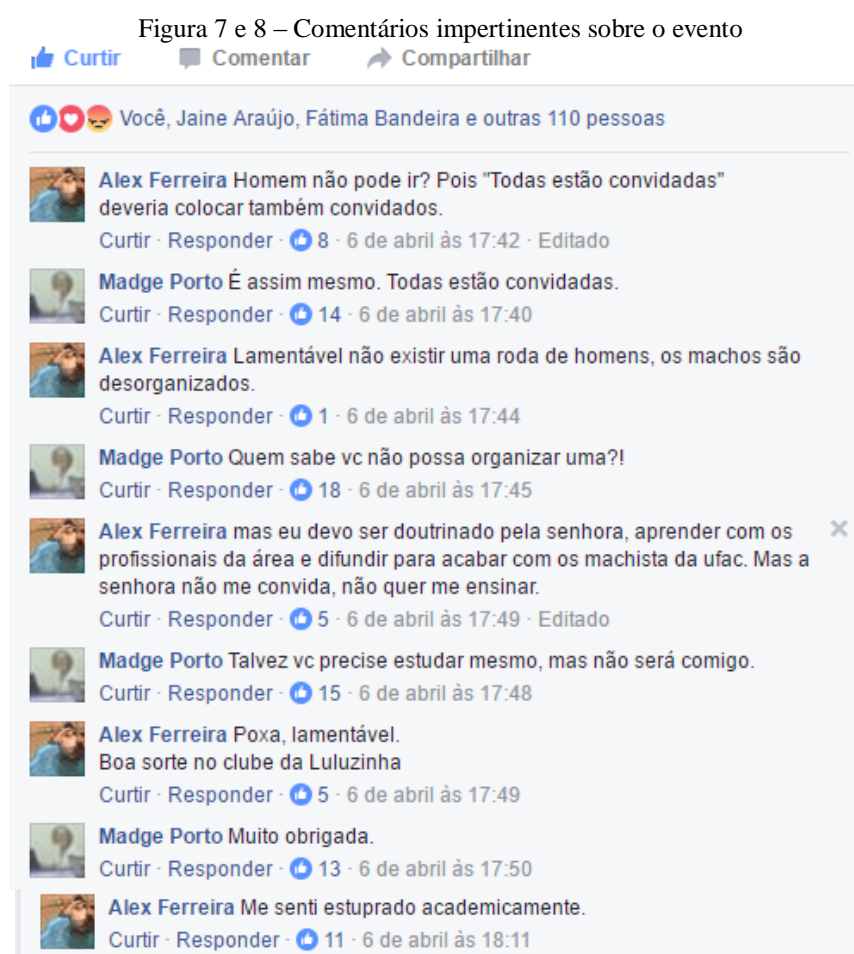 Figura 7 e 8 – Comentários impertinentes sobre o evento
Curtir Comentar Compartilhar
Você, Jaine Araújo, Fátima Bandeira e outras 110 pessoas
Alex Ferreira Homem não pode ir? Pois "Todas estão convidadas"
deveria colocar também convidados.
Curtir · Responder · 8 · 6 de abril às 17:42 · Editado
Madge Porto É assim mesmo. Todas estão convidadas.
Curtir · Responder · 14 · 6 de abril às 17:40
Alex Ferreira Lamentável não existir uma roda de homens, os machos são
desorganizados.
Curtir · Responder · 1 · 6 de abril às 17:44
Madge Porto Quem sabe vc não possa organizar uma?!
Curtir · Responder · 18 · 6 de abril às 17:45
Alex Ferreira mas eu devo ser doutrinado pela senhora, aprender com os
profissionais da área e difundir para acabar com os machista da ufac. Mas a
senhora não me convida, não quer me ensinar.
Curtir · Responder · 5 · 6 de abril às 17:49 · Editado
Madge Porto Talvez vc precise estudar mesmo, mas não será comigo.
Curtir · Responder · 15 · 6 de abril às 17:48
Alex Ferreira Poxa, lamentável.
Boa sorte no clube da Luluzinha
Curtir · Responder · 5 · 6 de abril às 17:49
Madge Porto Muito obrigada.
Curtir · Responder · 13 · 6 de abril às 17:50
Alex Ferreira Me senti estuprado academicamente.
Curtir · Responder · 11 · 6 de abril às 18:11